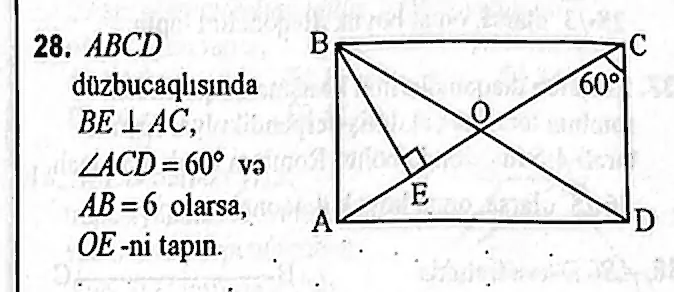 28. ABCD
düzbucaqlısında
BE ⊥ AC,
∠ACD = 60° və
AB = 6 olarsa,
OE -ni tapın.
B
C
60°
O
E
A
D